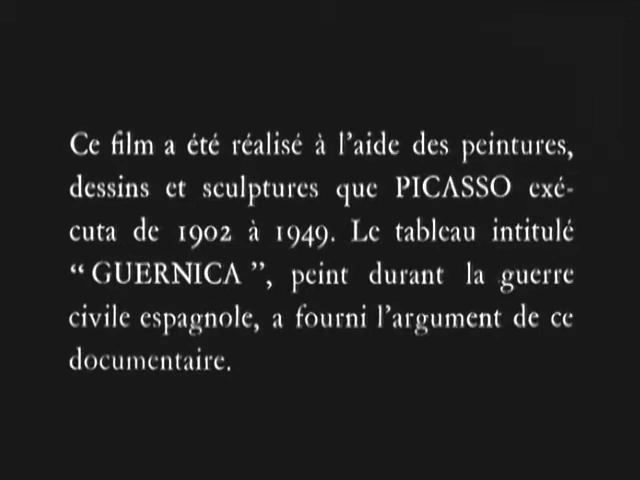 Ce film a été réalisé à l'aide des peintures,
dessins et sculptures que PICASSO exé-
cuta de 1902 à 1949. Le tableau intitulé
“ GUERNICA ”, peint durant la guerre
civile espagnole, a fourni l'argument de ce
documentaire.